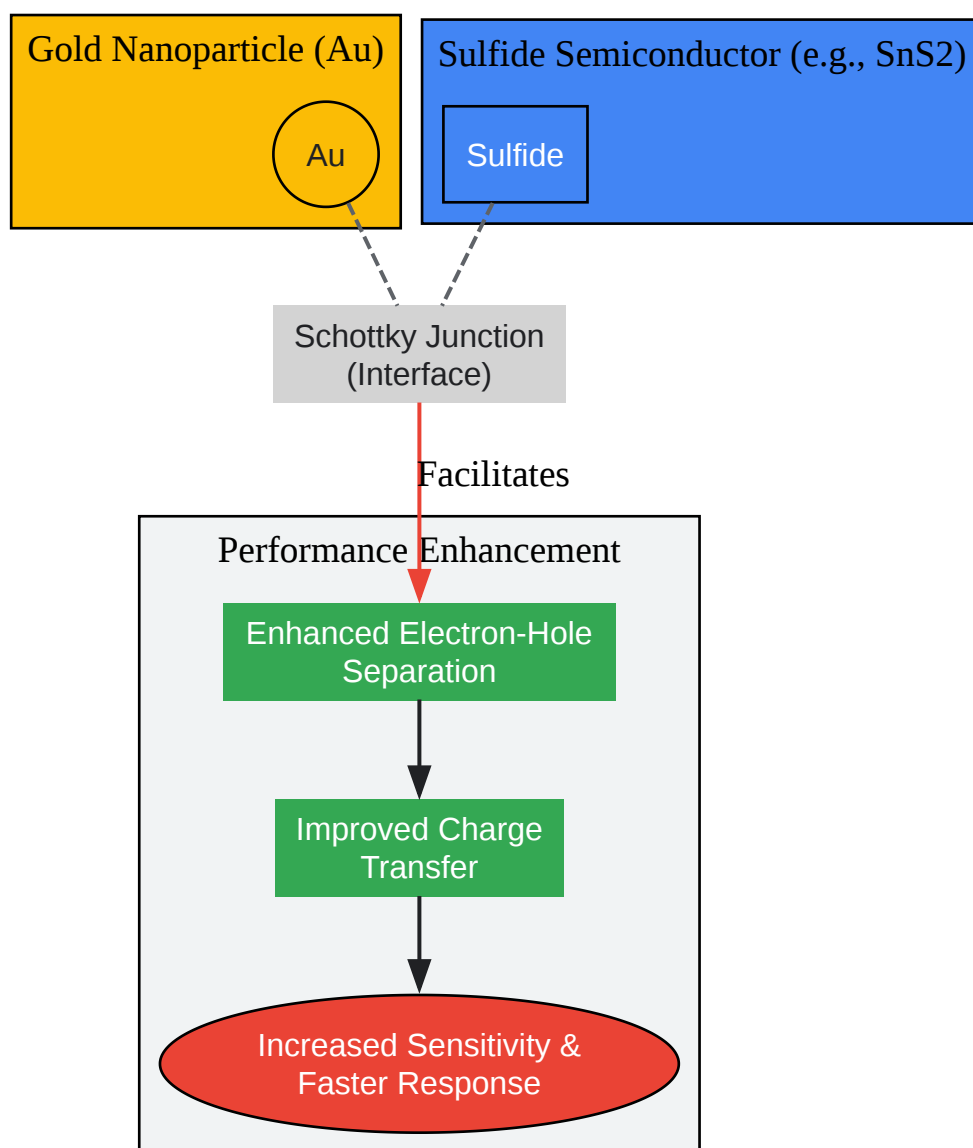 Gold Nanoparticle (Au)
Sulfide Semiconductor (e.g., SnS2)
Au
Sulfide
Schottky Junction
(Interface)
Facilitates
Performance Enhancement
Enhanced Electron-Hole
Separation
Improved Charge
Transfer
Increased Sensitivity &
Faster Response